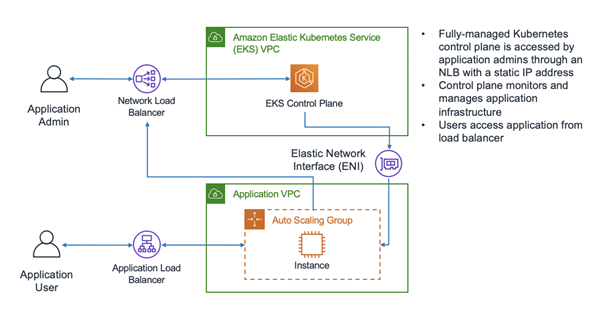 Amazon Elastic Kubernetes Service
(EKS) VPC
Application
Admin
Network Load
Balancer
EKS Control Plane
• Fully-managed Kubernetes
control plane is accessed by
application admins through an
NLB with a static IP address
• Control plane monitors and
manages application
infrastructure
• Users access application from
load balancer
Elastic Network
Interface (ENI)
Application VPC
Auto Scaling Group
Instance
Application
User
Application Load
Balancer